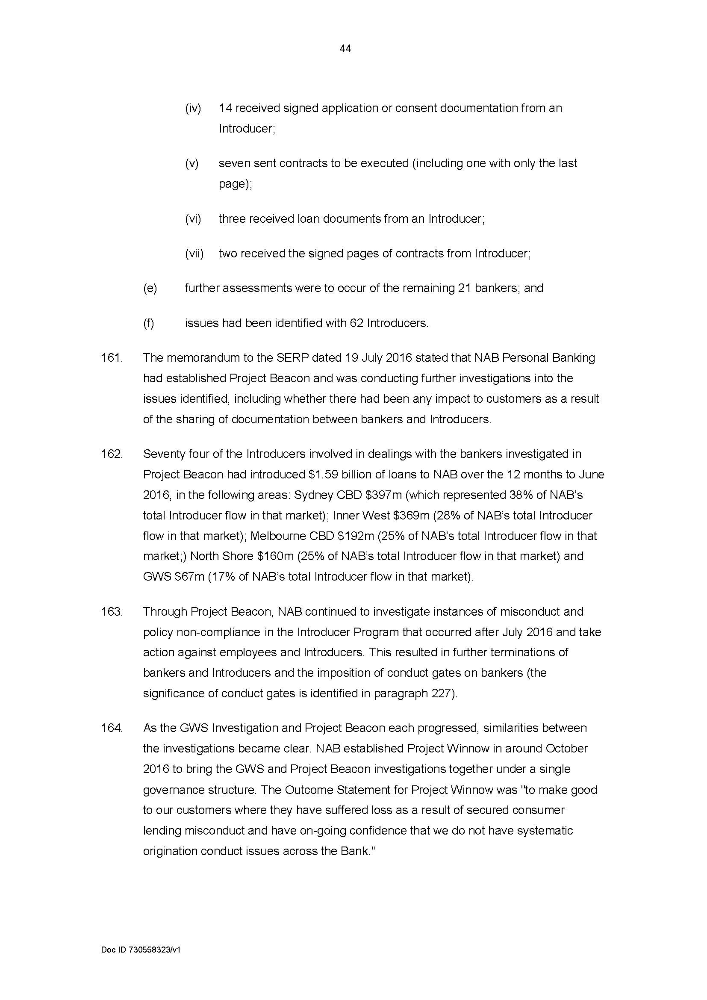 44
(iv) 14 received signed application or consent documentation from an
Introducer;
(v) seven sent contracts to be executed (including one with only the last
page);
(vi) three received loan documents from an Introducer;
(vii) two received the signed pages of contracts from Introducer;
(e) further assessments were to occur of the remaining 21 bankers; and
(f) issues had been identified with 62 Introducers.
161. The memorandum to the SERP dated 19 July 2016 stated that NAB Personal Banking
had established Project Beacon and was conducting further investigations into the
issues identified, including whether there had been any impact to customers as a result
of the sharing of documentation between bankers and Introducers.
162. Seventy four of the Introducers involved in dealings with the bankers investigated in
Project Beacon had introduced $1.59 billion of loans to NAB over the 12 months to June
2016, in the following areas: Sydney CBD $397m (which represented 38% of NAB's
total Introducer flow in that market); Inner West $369m (28% of NAB's total Introducer
flow in that market); Melbourne CBD $192m (25% of NAB's total Introducer flow in that
market;) North Shore $160m (25% of NAB's total Introducer flow in that market) and
GWS $67m (17% of NAB's total Introducer flow in that market).
163. Through Project Beacon, NAB continued to investigate instances of misconduct and
policy non-compliance in the Introducer Program that occurred after July 2016 and take
action against employees and Introducers. This resulted in further terminations of
bankers and Introducers and the imposition of conduct gates on bankers (the
significance of conduct gates is identified in paragraph 227).
164. As the GWS Investigation and Project Beacon each progressed, similarities between
the investigations became clear. NAB established Project Winnow in around October
2016 to bring the GWS and Project Beacon investigations together under a single
governance structure. The Outcome Statement for Project Winnow was "to make good
to our customers where they have suffered loss as a result of secured consumer
lending misconduct and have on-going confidence that we do not have systematic
origination conduct issues across the Bank."
Doc ID 730558323/v1